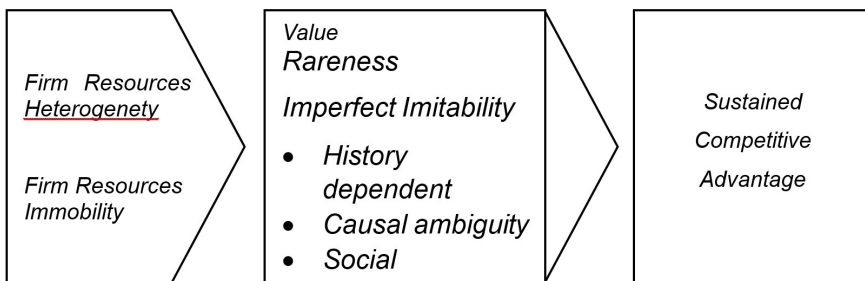 Firm Resources
Heterogenety
Firm Resources
Immobility
Value
Rareness
Imperfect Imitability
• History
dependent
• Causal ambiguity
• Social
Sustained
Competitive
Advantage